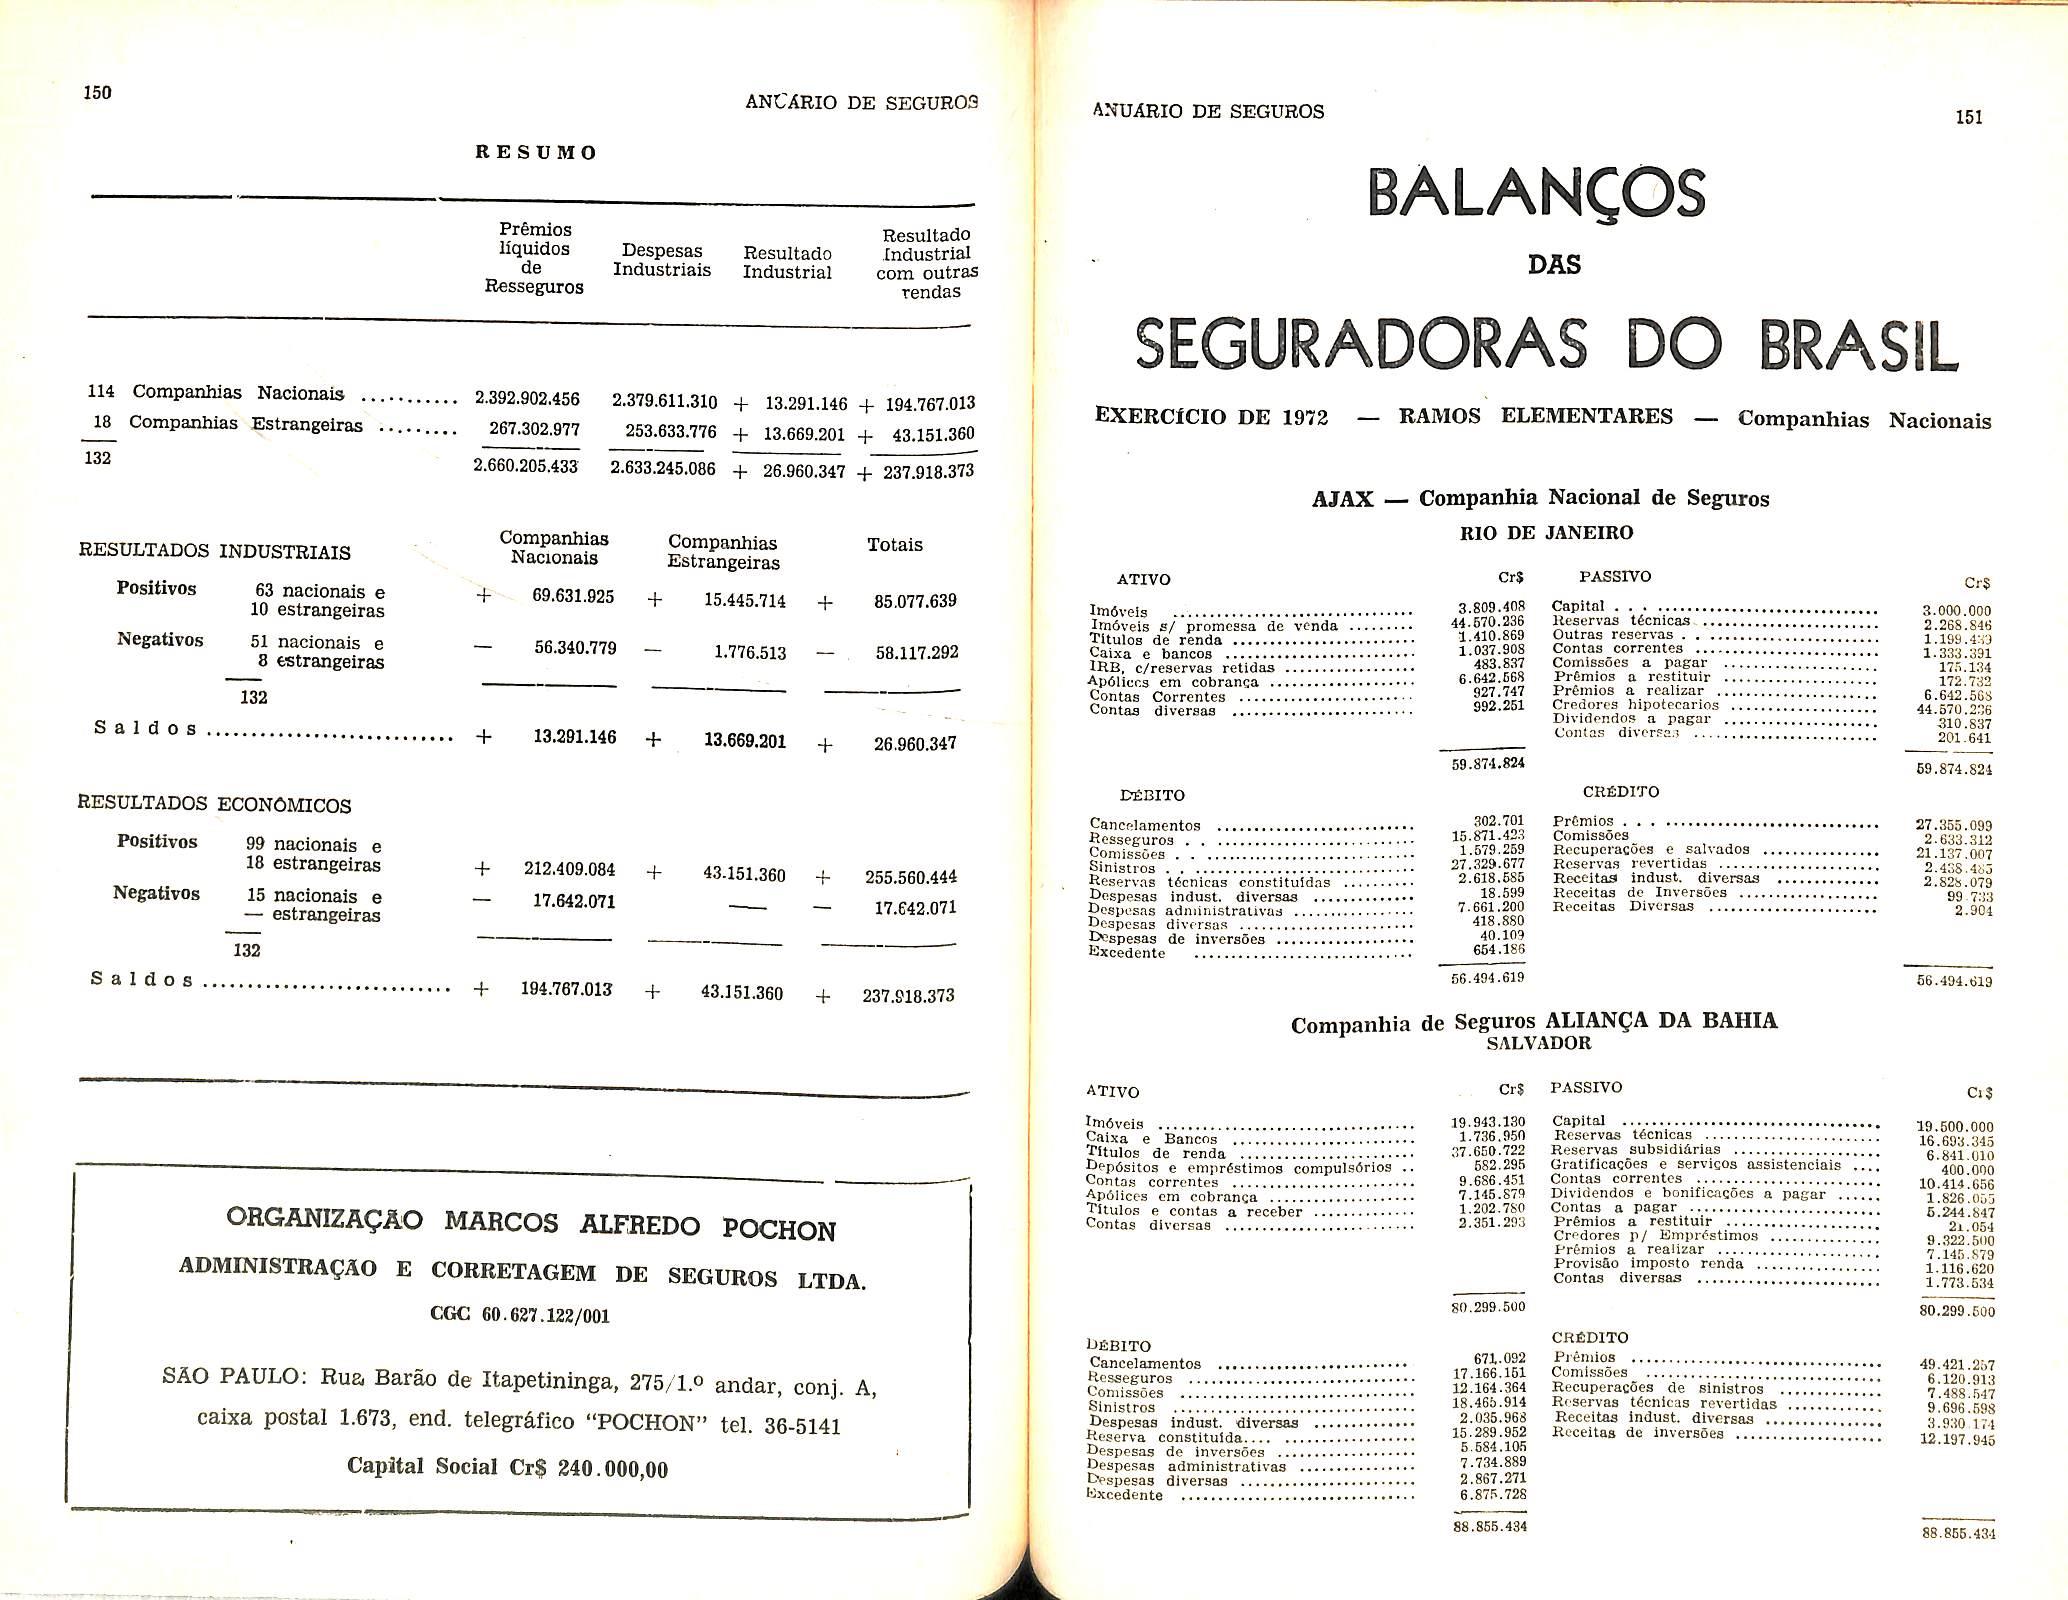 150
ANUÁRIO DE SEGUROS
RESUMO
Prêmios líquidos de Resseguros Despesas Industriais Resultado Industrial Resultado Industrial com outras rendas
114 Companhias Nacionais ........... 2.392.902.456 2.379.611.310 + 13.291.146 + 194.767.013
18 Companhias Estrangeiras ......... 267.302.977 253.633.776 + 13.669.201 + 43.151.360
132 2.660.205.433 2.633.245.086 + 26.960.347 + 237.918.373
RESULTADOS INDUSTRIAIS Companhias Nacionais Companhias Estrangeiras Totais
Positivos 63 nacionais e + 69.631.925 + 15.445.714 + 85.077.639
10 estrangeiras
Negativos 51 nacionais e — 56.340.779 — 1.776.513 — 58.117.292
8 estrangeiras
132
Saldos ............................ + 13.291.146 + 13.669.201 + 26.960.347
RESULTADOS ECONÔMICOS
Positivos 99 nacionais e
18 estrangeiras + 212.409.084 + 43.151.360 + 255.560.444
Negativos 15 nacionais e — 17.642.071 —— — 17.642.071
— estrangeiras
132
Saldos ............................ + 194.767.013 + 43.151.360 + 237.918.373
ORGANIZAÇÃO MARCOS ALFREDO POCHON
ADMINISTRAÇÃO E CORRETAGEM DE SEGUROS LTDA.
CGC 60.627.122/001
SÃO PAULO: Rua Barão de Itapetininga, 275/1.º andar, conj. A,
caixa postal 1.673, end. telegráfico “POCHON” tel. 36-5141
Capital Social Cr$ 240.000,00
ANUÁRIO DE SEGUROS
151
BALANÇOS
DAS
SEGURADORAS DO BRASIL
EXERCÍCIO DE 1972 — RAMOS ELEMENTARES — Companhias Nacionais
AJAX — Companhia Nacional de Seguros
RIO DE JANEIRO
ATIVO Cr$
Imóveis ................................ 3.809.408
Imóveis s/ promessa de venda ......... 44.570.236
Títulos de renda ......................... 1.410.869
Caixa e bancos .......................... 1.037.908
IRB, c/reservas retidas .................. 483.837
Apólices em cobrança .................... 6.642.568
Contas Correntes ........................ 927.747
Contas diversas ......................... 992.251
59.874.824
PASSIVO Cr$
Capital . . . .............................. 3.000.000
Reservas técnicas ........................ 2.268.846
Outras reservas . . ....................... 1.199.439
Contas correntes ......................... 1.333.391
Comissões a pagar ..................... 175.134
Prêmios a restituir ....................... 172.732
Prêmios a realizar ...................... 6.642.568
Credores hipotecarios .................... 44.570.236
Dividendos a pagar ..................... 310.837
Contas diversas ......................... 201.641
59.874.824
DÉBITO
Cancelamentos ........................... 302.701
Resseguros . . ............................ 15.871.423
Comissões . . ............................ 1.579.259
Sinistros . . .............................. 27.329.677
Reservas técnicas constituídas .......... 2.618.585
Despesas indust. diversas .............. 18.599
Despesas administrativas ................. 7.661.200
Despesas diversas ........................ 418.880
Despesas de inversões ................... 40.109
Excedente .............................. 654.186
56.494.619
CRÉDITO
Prêmios . . . ............................. 27.355.099
Comissões 2.633.312
Recuperações e salvados ................ 21.137.007
Reservas revertidas ...................... 2.438.485
Receitas indust. diversas .............. 2.828.079
Receitas de Inversões ................... 99.733
Receitas Diversas ....................... 2.904
56.494.619
Companhia de Seguros ALIANÇA DA BAHIA
SALVADOR
ATIVO Cr$
Imóveis ................................... 19.943.130
Caixa e Bancos ......................... 1.736.950
Títulos de renda ........................ 37.650.722
Depósitos e empréstimos compulsórios .. 582.295
Contas correntes ......................... 9.686.451
Apólices em cobrança .................... 7.145.879
Títulos e contas a receber .............. 1.202.780
Contas diversas .......................... 2.351.293
80.299.500
PASSIVO Cr$
Capital ................................... 19.500.000
Reservas técnicas ........................ 16.693.345
Reservas subsidiárias .................... 6.841.010
Gratificações e serviços assistenciais .... 400.000
Contas correntes ......................... 10.414.656
Dividendos e bonificações a pagar ...... 1.826.055
Contas a pagar .......................... 5.244.847
Prêmios a restituir ..................... 21.054
Credores p/ Empréstimos ............... 9.322.500
Prêmios a realizar ...................... 7.145.879
Provisão imposto renda ................. 1.116.620
Contas diversas ......................... 1.773.534
80.299.500
DÉBITO
Cancelamentos .......................... 671.092
Resseguros ............................... 17.166.151
Comissões ................................ 12.164.364
Sinistros ................................. 18.465.914
Despesas indust. diversas .............. 2.035.968
Reserva constituída.... ................. 15.289.952
Despesas de inversões ................... 5.584.105
Despesas administrativas ................ 7.734.889
Despesas diversas ........................ 2.867.271
Excedente ................................ 6.875.728
88.855.434
CRÉDITO
Prêmios .................................. 49.421.257
Comissões ................................ 6.120.913
Recuperações de sinistros .............. 7.488.547
Reservas técnicas revertidas ............. 9.696.598
Receitas indust. diversas ................ 3.930.174
Receitas de inversões .................... 12.197.945
88.855.434